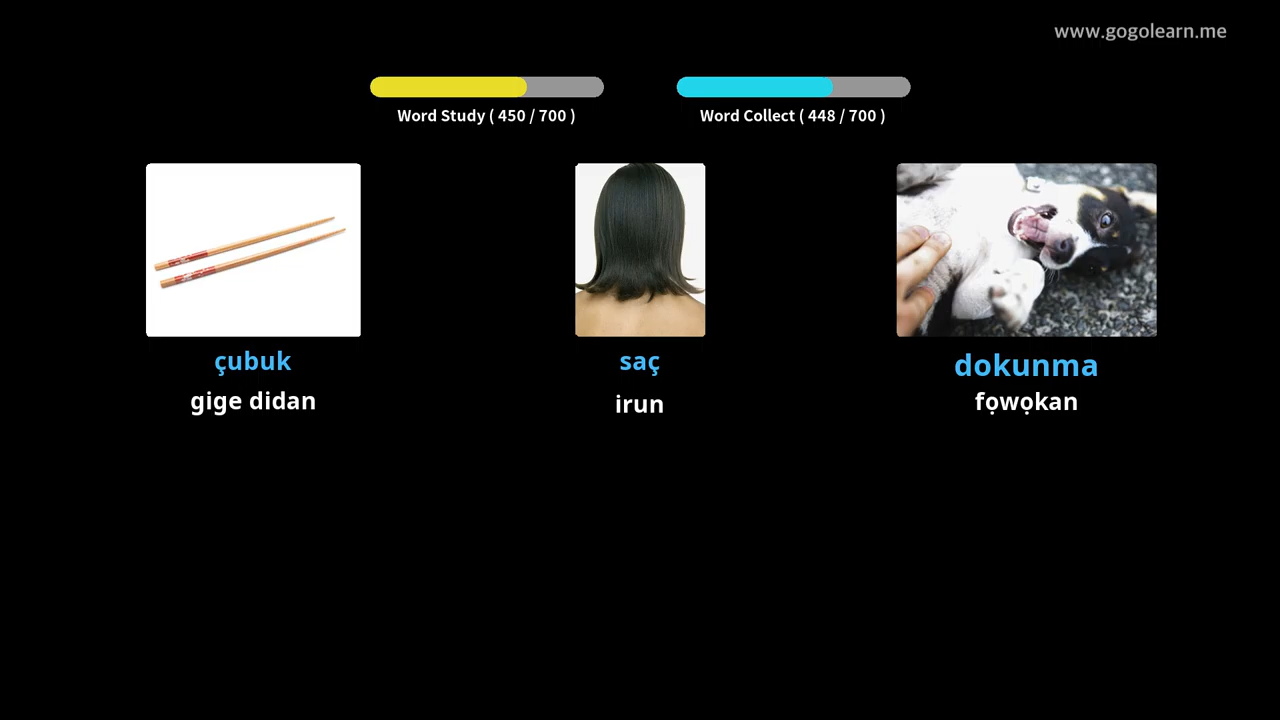 www.gogolearn.me
Word Study ( 450 / 700 )
Word Collect ( 448 / 700 )
çubuk
gige didan
saç
irun
dokunma
fọwọkan